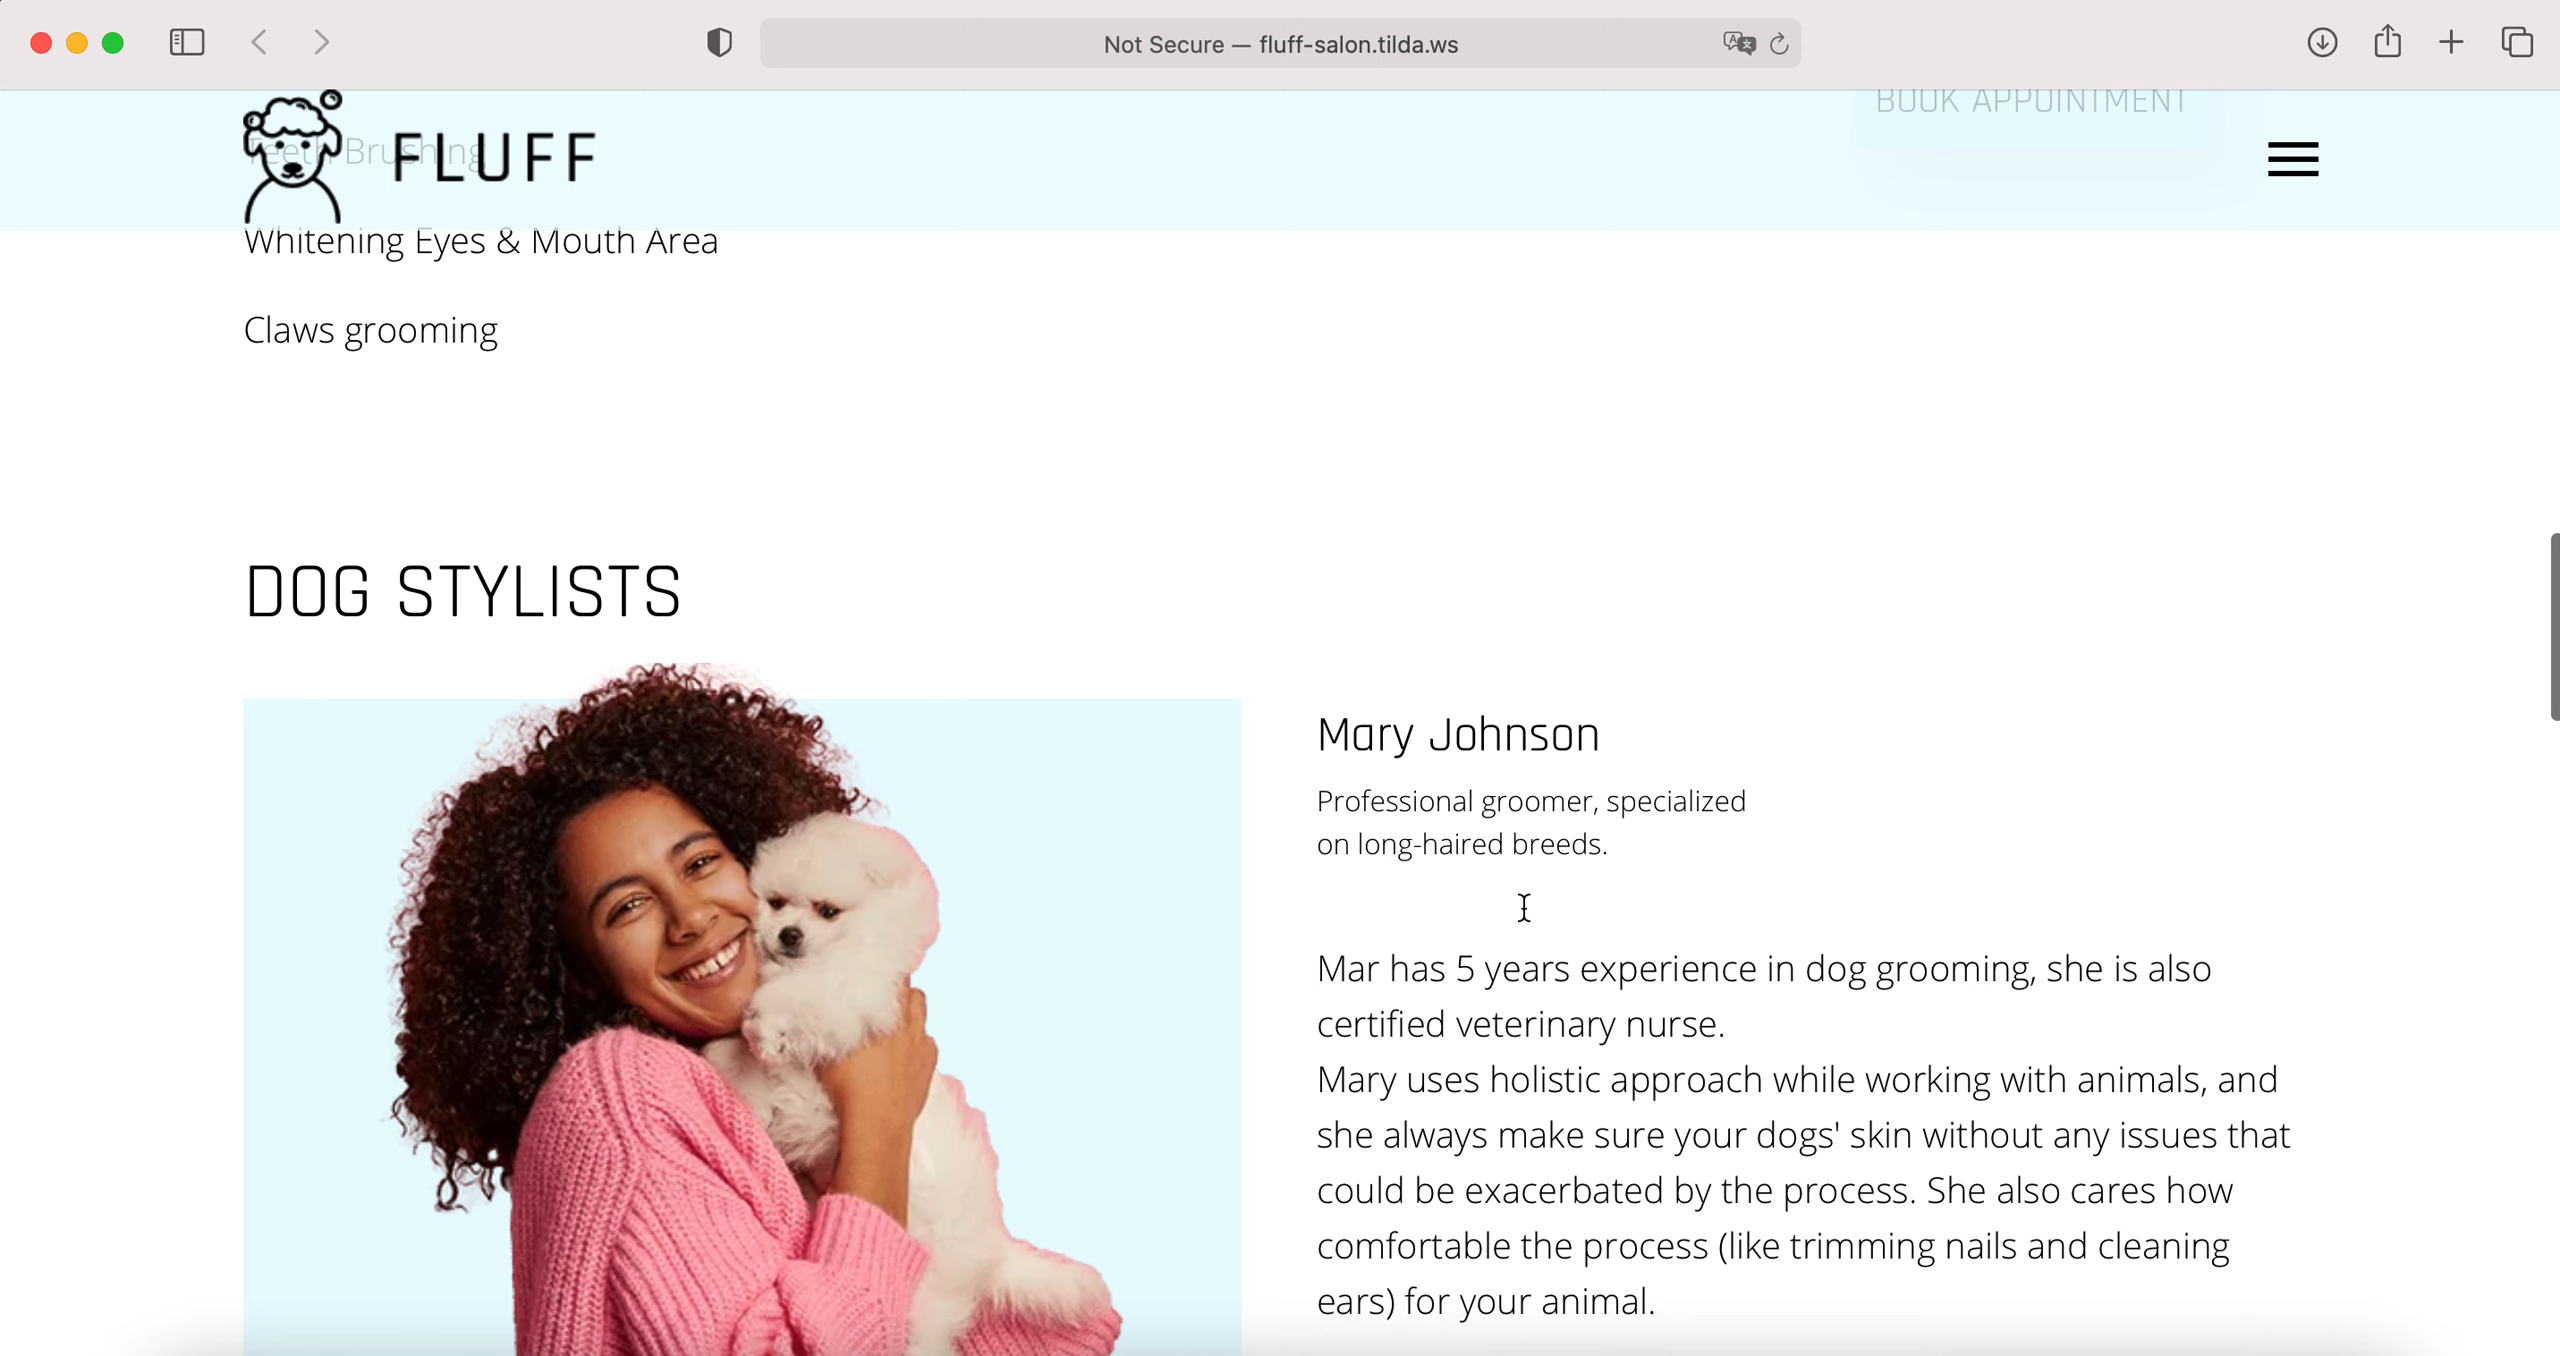 Not Secure — fluff-salon.tilda.ws
BOOK APPOINTMENT
Teeth Brushing
FLUFF
Whitening Eyes & Mouth Area
Claws grooming
DOG STYLISTS
Mary Johnson
Professional groomer, specialized
on long-haired breeds.
Mar has 5 years experience in dog grooming, she is also
certified veterinary nurse.
Mary uses holistic approach while working with animals, and
she always make sure your dogs' skin without any issues that
could be exacerbated by the process. She also cares how
comfortable the process (like trimming nails and cleaning
ears) for your animal.